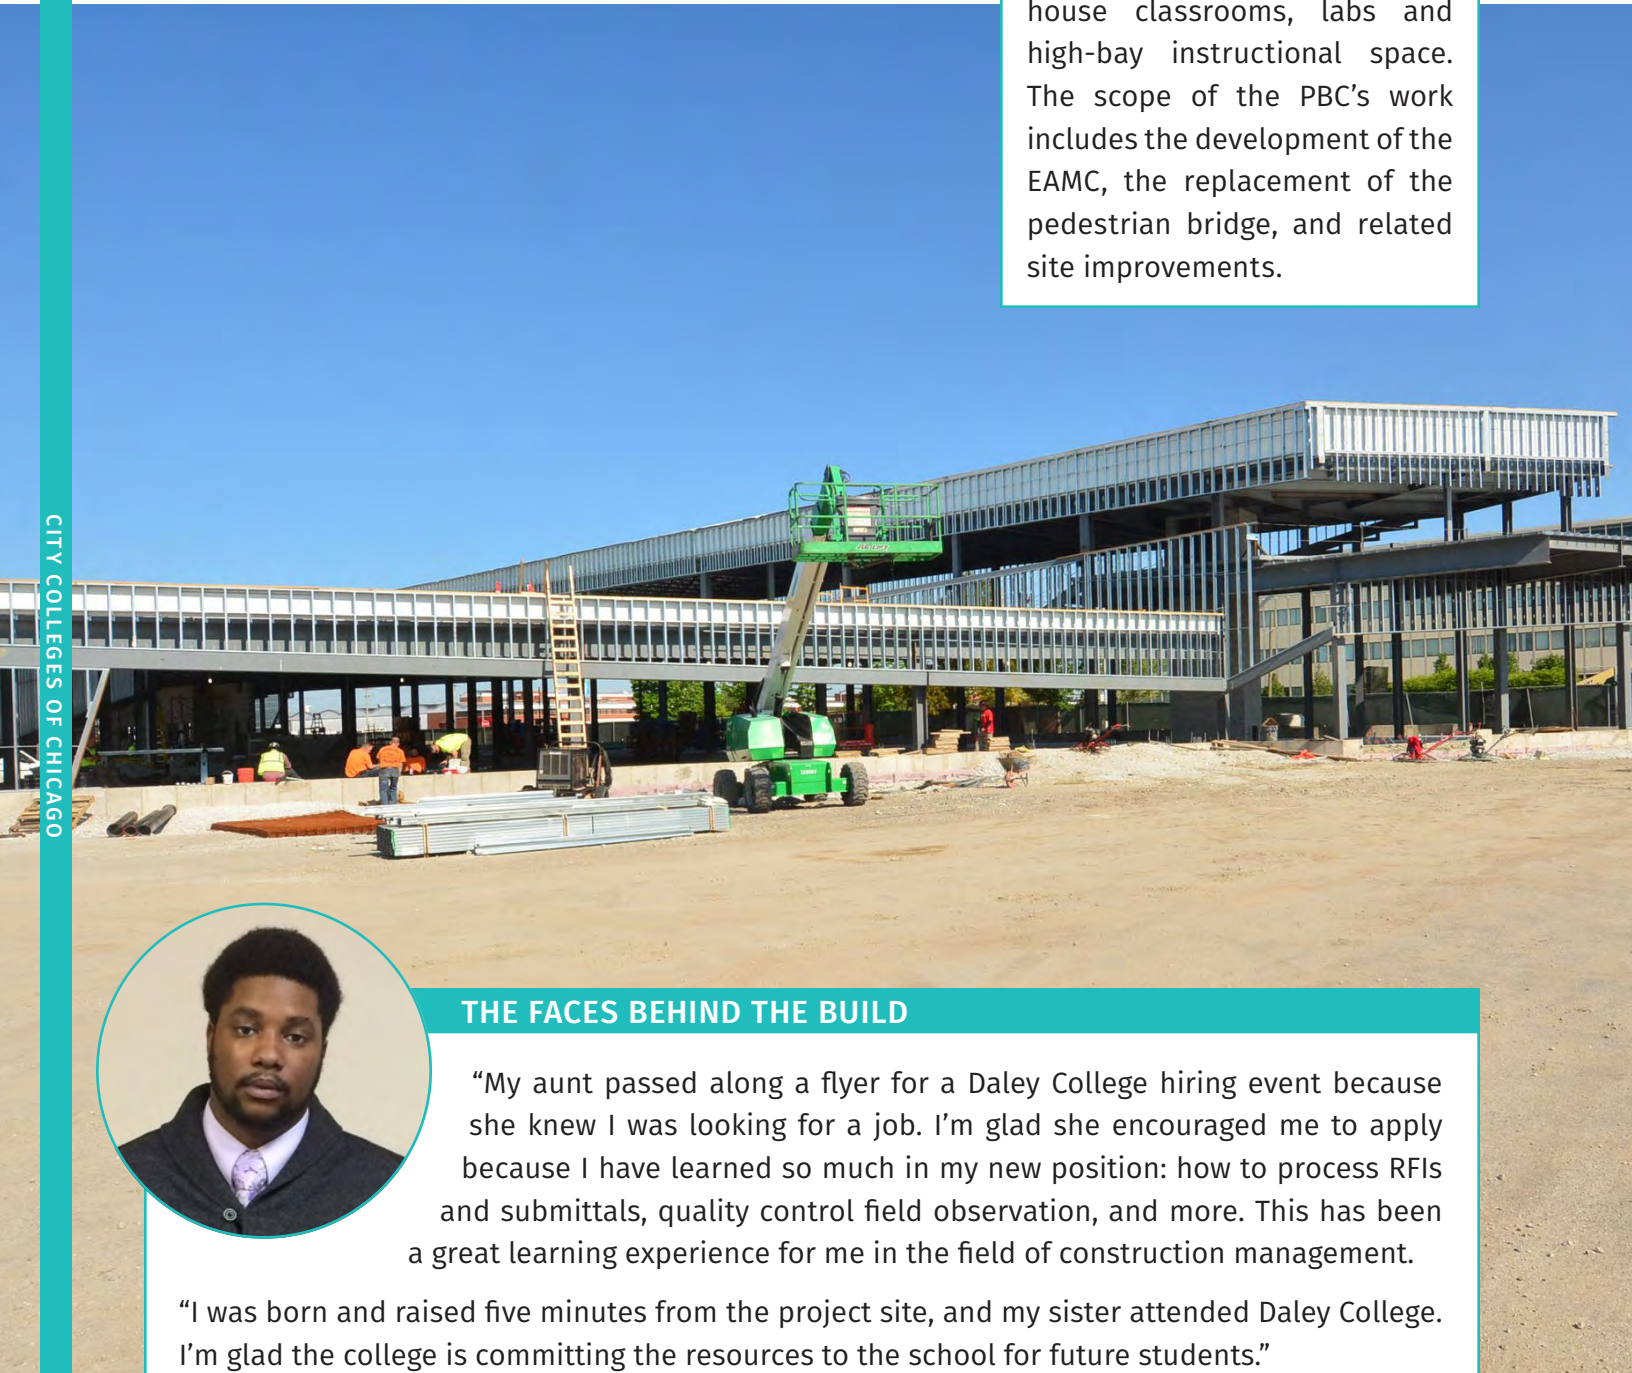 house classrooms, labs and
high-bay instructional space.
The scope of the PBC’s work
includes the development of the
EAMC, the replacement of the
pedestrian bridge, and related
site improvements.
CITY COLLEGES OF CHICAGO
THE FACES BEHIND THE BUILD
“My aunt passed along a flyer for a Daley College hiring event because
she knew I was looking for a job. I’m glad she encouraged me to apply
because I have learned so much in my new position: how to process RFIs
and submittals, quality control field observation, and more. This has been
a great learning experience for me in the field of construction management.
“I was born and raised five minutes from the project site, and my sister attended Daley College.
I’m glad the college is committing the resources to the school for future students.”